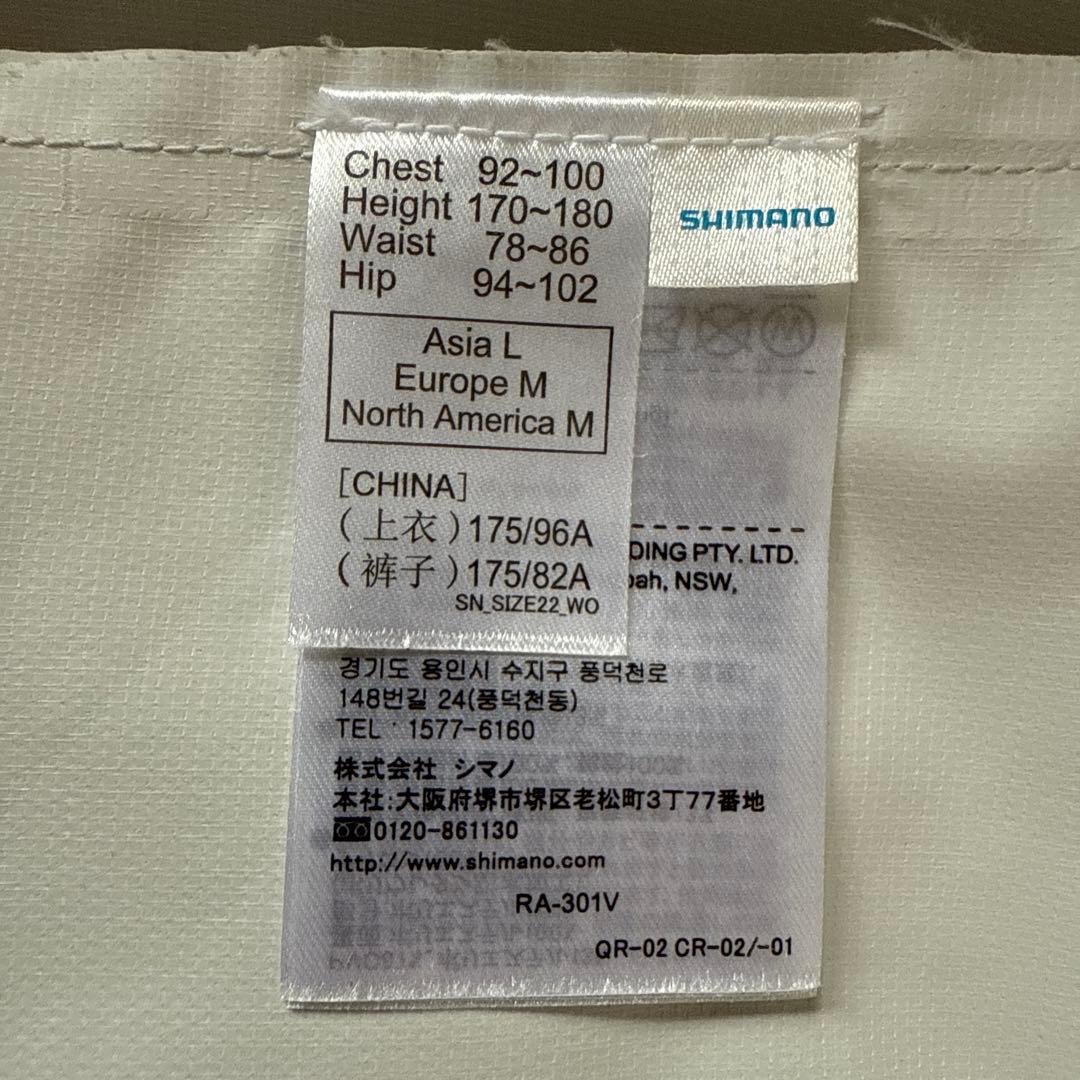 Chest 92~100
Height 170~180
Waist 78~86
Hip 94~102
Asia L
Europe M
North America M
[CHINA]
(上衣)175/96A
(裤子)175/82A
SN_SIZE22_WO
SHIMANO
DING PTY. LTD.
bah, NSW,
경기도 용인시 수지구 풍덕천로
148번길 24(풍덕천동)
TEL : 1577-6160
株式会社 シマノ
本社:大阪府堺市堺区老松町3丁77番地
0120-861130
http://www.shimano.com
RA-301V
QR-02 CR-02/-01